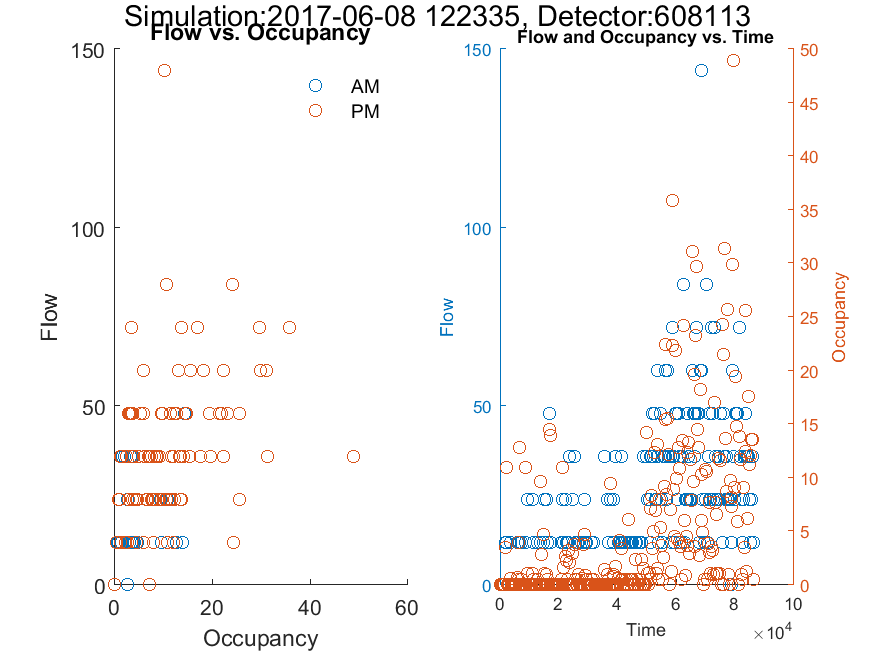 Simulation:2017-06-08 122335, Detector:608113
Flow vs. Occupancy
Flow and Occupancy vs. Time
150
100
50
0
Flow
AM
PM
0 20 40 60
Occupancy
150
100
50
0
Flow
50
45
40
35
30
25
20
15
10
5
0
Occupancy
0 2 4 6 8 10
Time
×10⁴